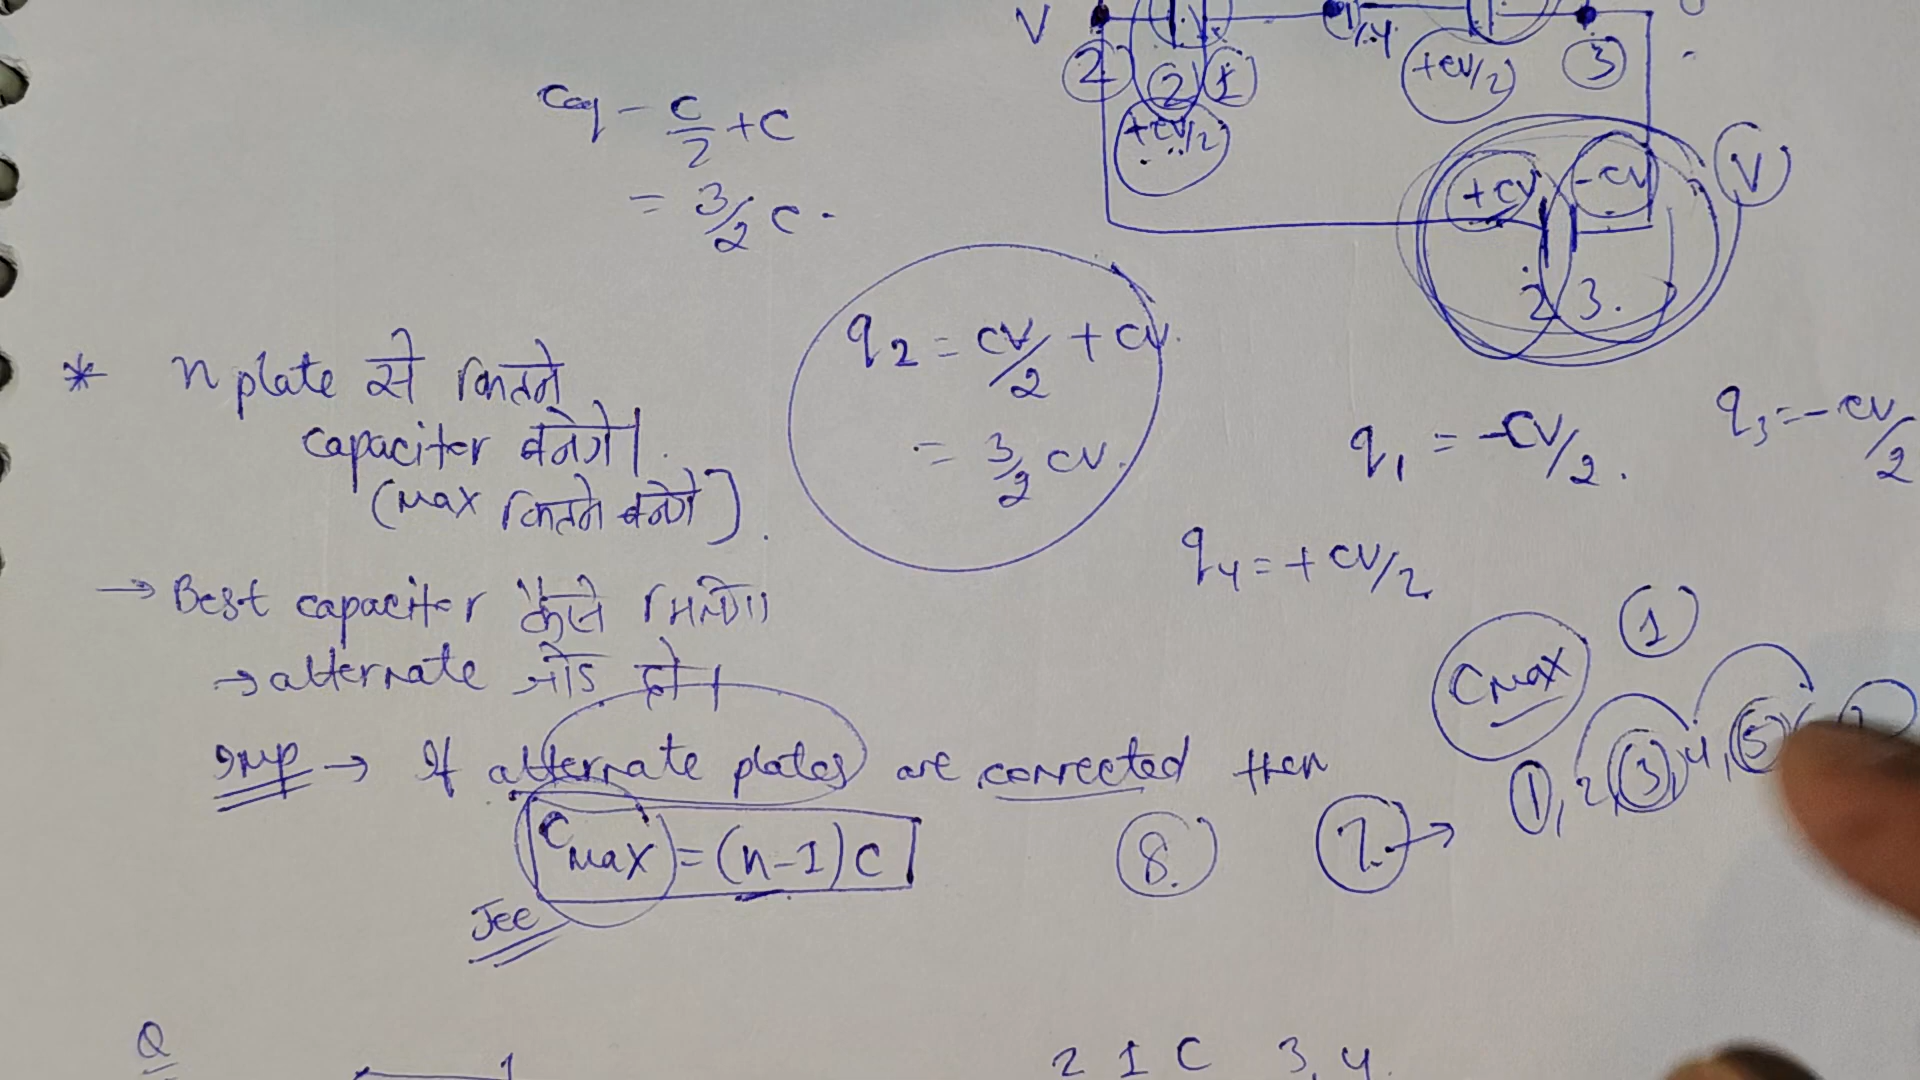 V
2
2
1
+CV/2
3
+CV/2
Ceq - C/2 + C
= 3/2 C.
+CV
-CV
V
2
3.
q2 = CV/2 + CV.
= 3/2 CV.
q1 = -CV/2.
q3 = -CV/2
q4 = +CV/2
* n plate से कितने
capaciter बनेगे।
(Max कितने बनेगे).
→ Best capaciter कैसे मिलेगा
→ alternate जोड दो।
Imp → If alternate plates are connected then
CMax = (n-1)C
Jee
8.
7. →
CMax
1
1, 2, 3, 4, 5
Q
1
2 1 C 3, 4.